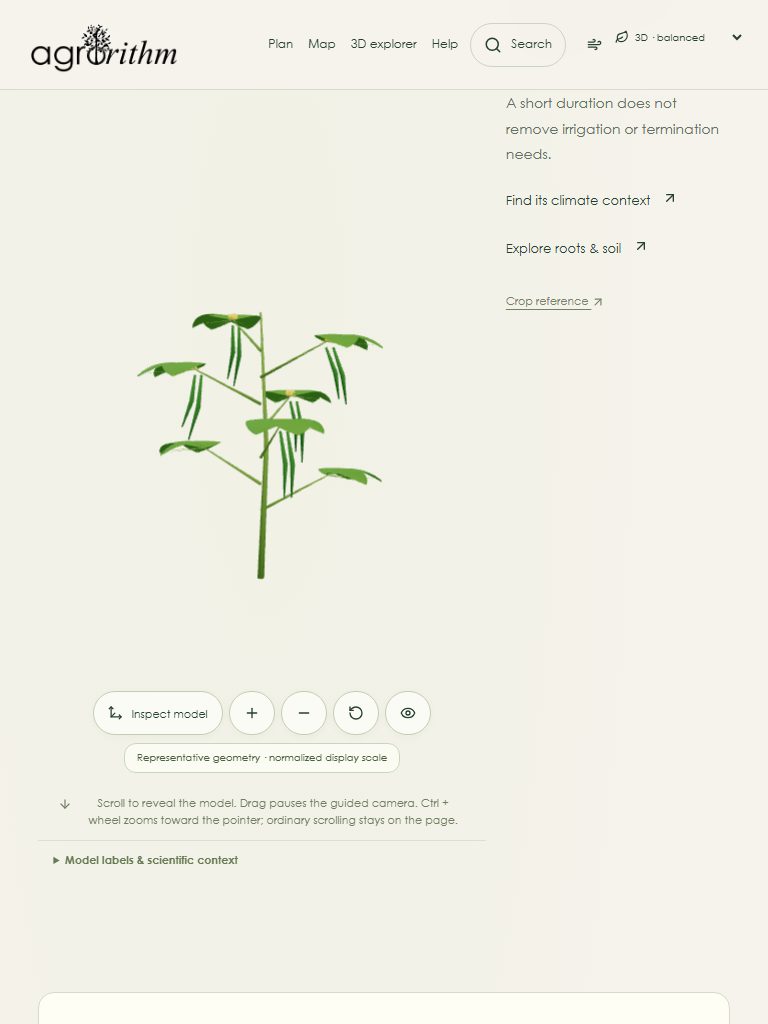 agrorithm
Plan Map 3D explorer Help Search 3D · balanced
A short duration does not
remove irrigation or termination
needs.
Find its climate context
Explore roots & soil
Crop reference
Inspect model
Representative geometry · normalized display scale
Scroll to reveal the model. Drag pauses the guided camera. Ctrl +
wheel zooms toward the pointer; ordinary scrolling stays on the page.
Model labels & scientific context